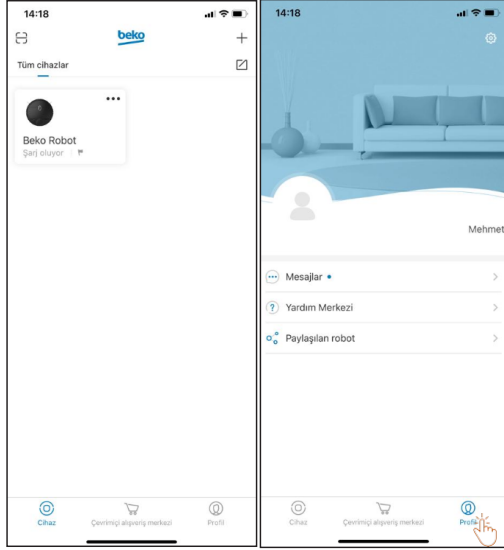 14:18
beko
Tüm cihazlar
Beko Robot
Şarj oluyor
Cihaz
Çevrimiçi alışveriş merkezi
Profil
14:18
Mehmet
Mesajlar
Yardım Merkezi
Paylaşılan robot
Cihaz
Çevrimiçi alışveriş merkezi
Profil